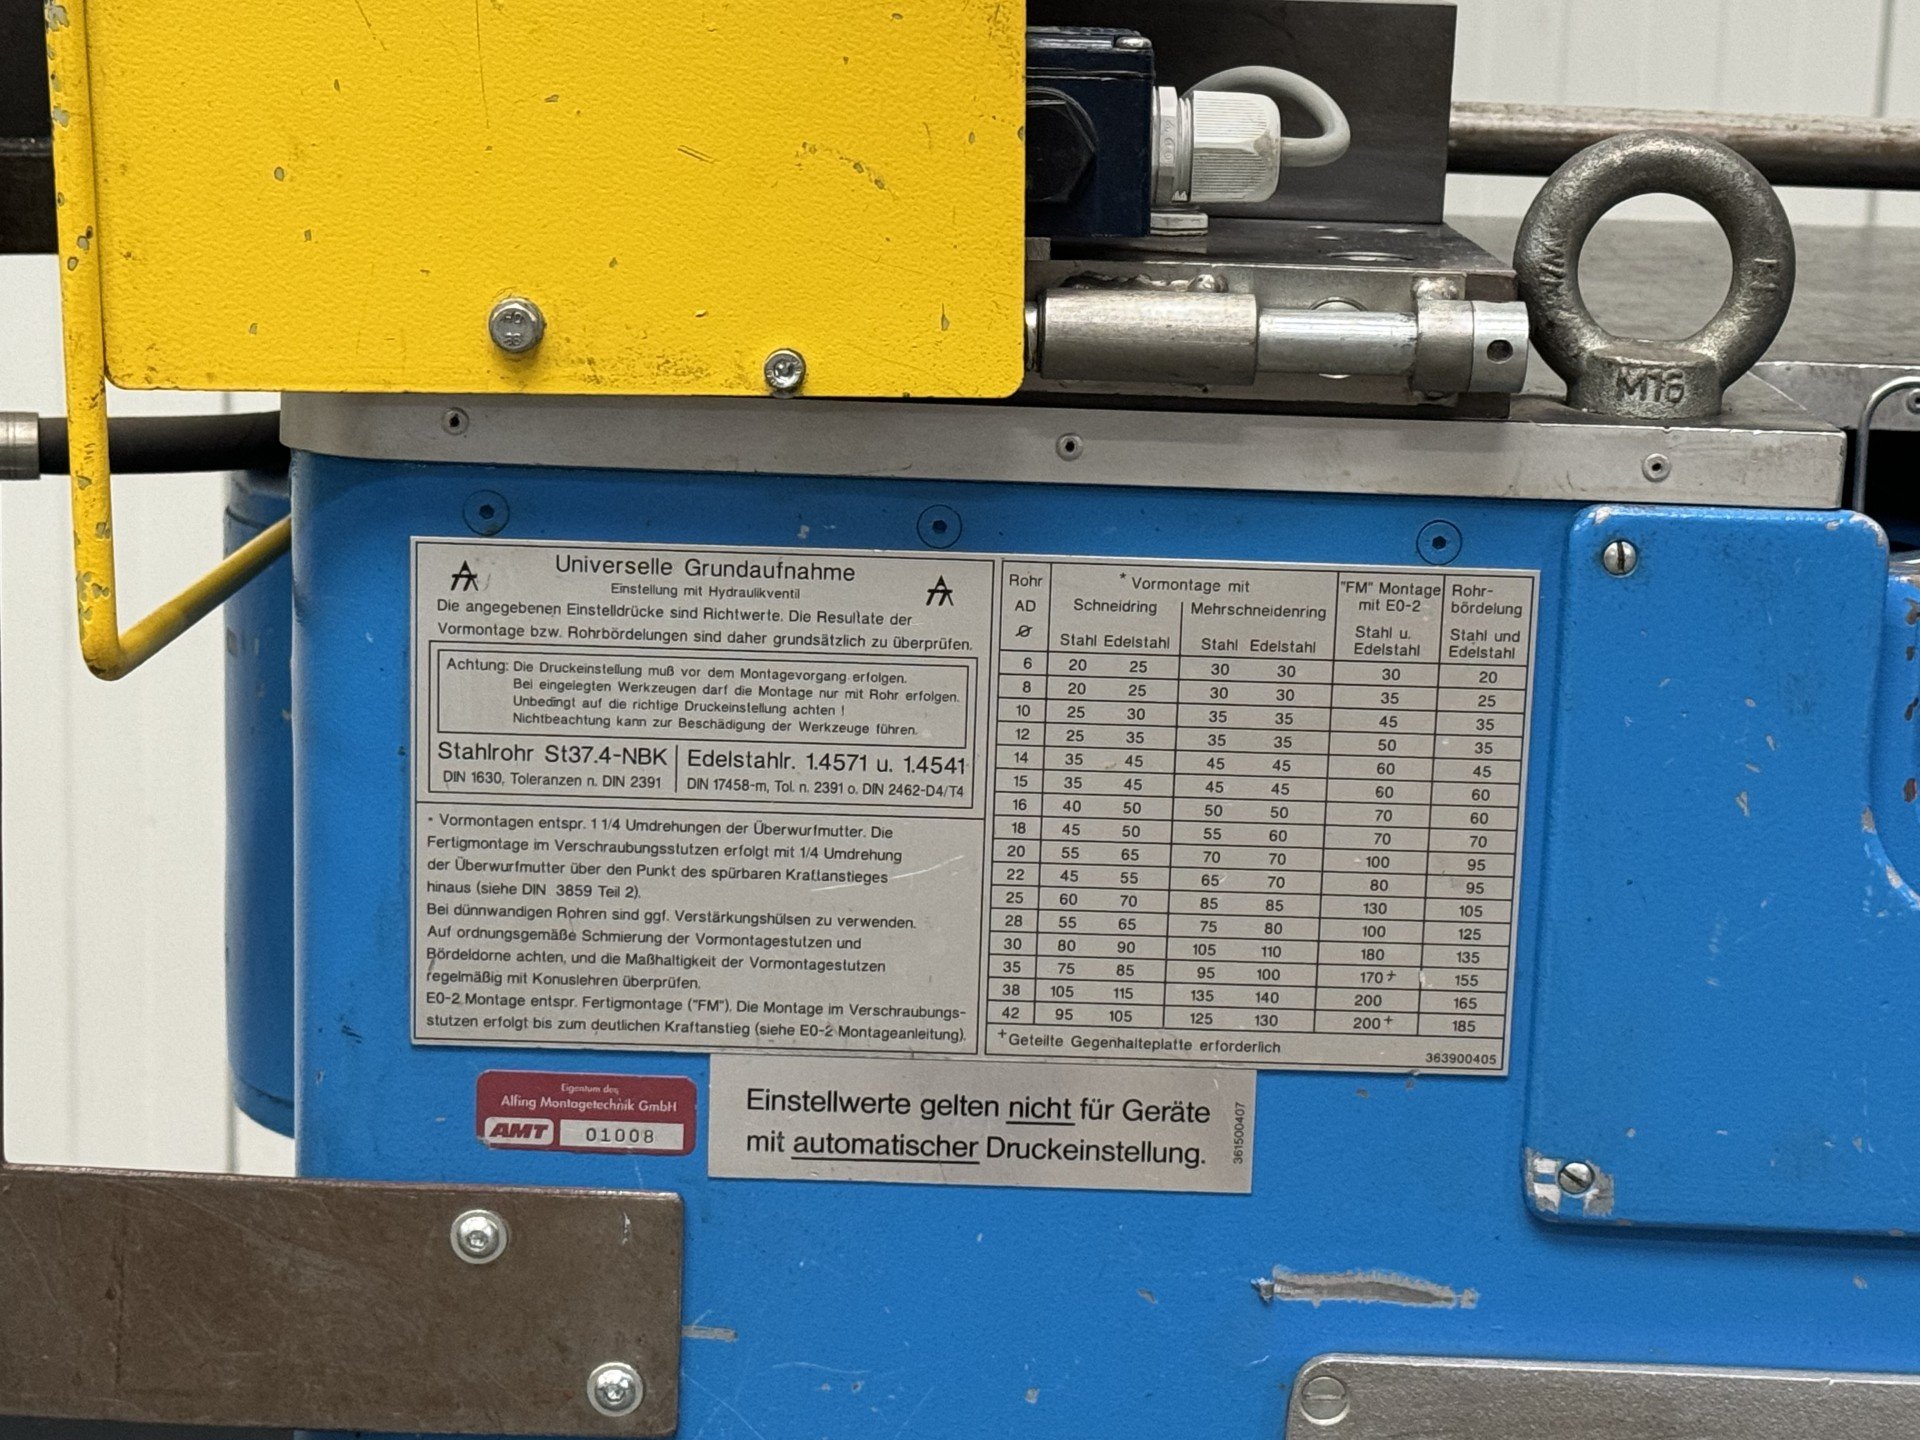 M16
Universelle Grundaufnahme
Einstellung mit Hydraulikventil
Die angegebenen Einstelldrücke sind Richtwerte. Die Resultate der
Vormontage bzw. Rohrbördelungen sind daher grundsätzlich zu überprüfen.
Achtung: Die Druckeinstellung muß vor dem Montagevorgang erfolgen.
Bei eingelegten Werkzeugen darf die Montage nur mit Rohr erfolgen.
Unbedingt auf die richtige Druckeinstellung achten !
Nichtbeachtung kann zur Beschädigung der Werkzeuge führen.
Stahlrohr St37.4-NBK
DIN 1630, Toleranzen n. DIN 2391
Edelstahlr. 1.4571 u. 1.4541
DIN 17458-m, Tol. n. 2391 o. DIN 2462-D4/T4
* Vormontagen entspr. 1 1/4 Umdrehungen der Überwurfmutter. Die
Fertigmontage im Verschraubungsstutzen erfolgt mit 1/4 Umdrehung
der Überwurfmutter über den Punkt des spürbaren Kraftanstieges
hinaus (siehe DIN 3859 Teil 2).
Bei dünnwandigen Rohren sind ggf. Verstärkungshülsen zu verwenden.
Auf ordnungsgemäße Schmierung der Vormontagestutzen und
Bördeldorne achten, und die Maßhaltigkeit der Vormontagestutzen
regelmäßig mit Konuslehren überprüfen.
E0-2 Montage entspr. Fertigmontage ("FM"). Die Montage im Verschraubungs-
stutzen erfolgt bis zum deutlichen Kraftanstieg (siehe E0-2 Montageanleitung).
Rohr AD ⌀
* Vormontage mit
Schneidring Mehrschneidenring
Stahl Edelstahl Stahl Edelstahl
"FM" Montage
mit E0-2
Stahl u.
Edelstahl
Rohr-
bördelung
Stahl und
Edelstahl
6 20 25 30 30 30 20
8 20 25 30 30 35 25
10 25 30 35 35 45 35
12 25 35 35 35 50 35
14 35 45 45 45 60 45
15 35 45 45 45 60 60
16 40 50 50 50 70 60
18 45 50 55 60 70 70
20 55 65 70 70 100 95
22 45 55 65 70 80 95
25 60 70 85 85 130 105
28 55 65 75 80 100 125
30 80 90 105 110 180 135
35 75 85 95 100 170+ 155
38 105 115 135 140 200 165
42 95 105 125 130 200+ 185
+Geteilte Gegenhalteplatte erforderlich
363900405
Eigentum der
Alfing Montagetechnik GmbH
AMT 01008
Einstellwerte gelten nicht für Geräte
mit automatischer Druckeinstellung.
361500407